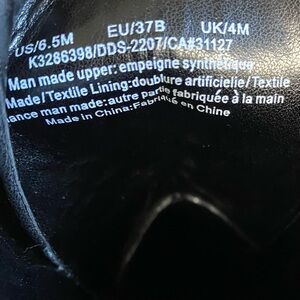 US/6.5M EU/37B UK/4M
K3286398/DDS-2207/CA#31127
Man made upper: empeigne synthétique
Made/Textile Lining: doublure artificielle/Textile
ance man made: autre partie fabriquée à la main
Made in China: Fabriqué en Chine